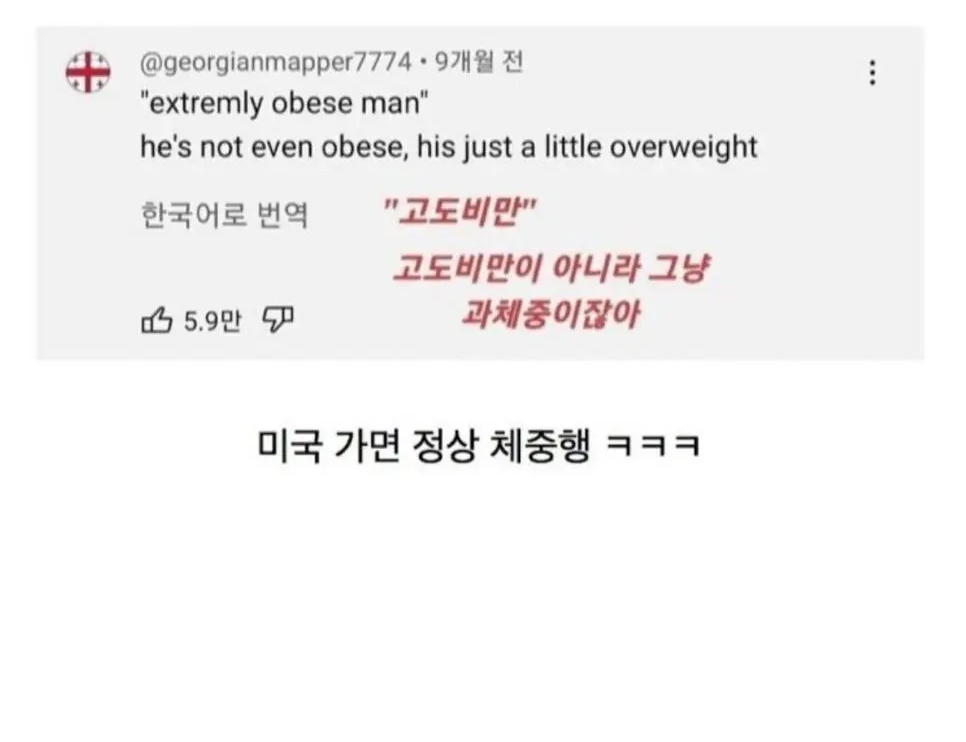 @georgianmapper7774 • 9개월 전
"extremly obese man"
he's not even obese, his just a little overweight
한국어로 번역
"고도비만"
고도비만이 아니라 그냥
과체중이잖아
5.9만
미국 가면 정상 체중행 ㅋㅋㅋ